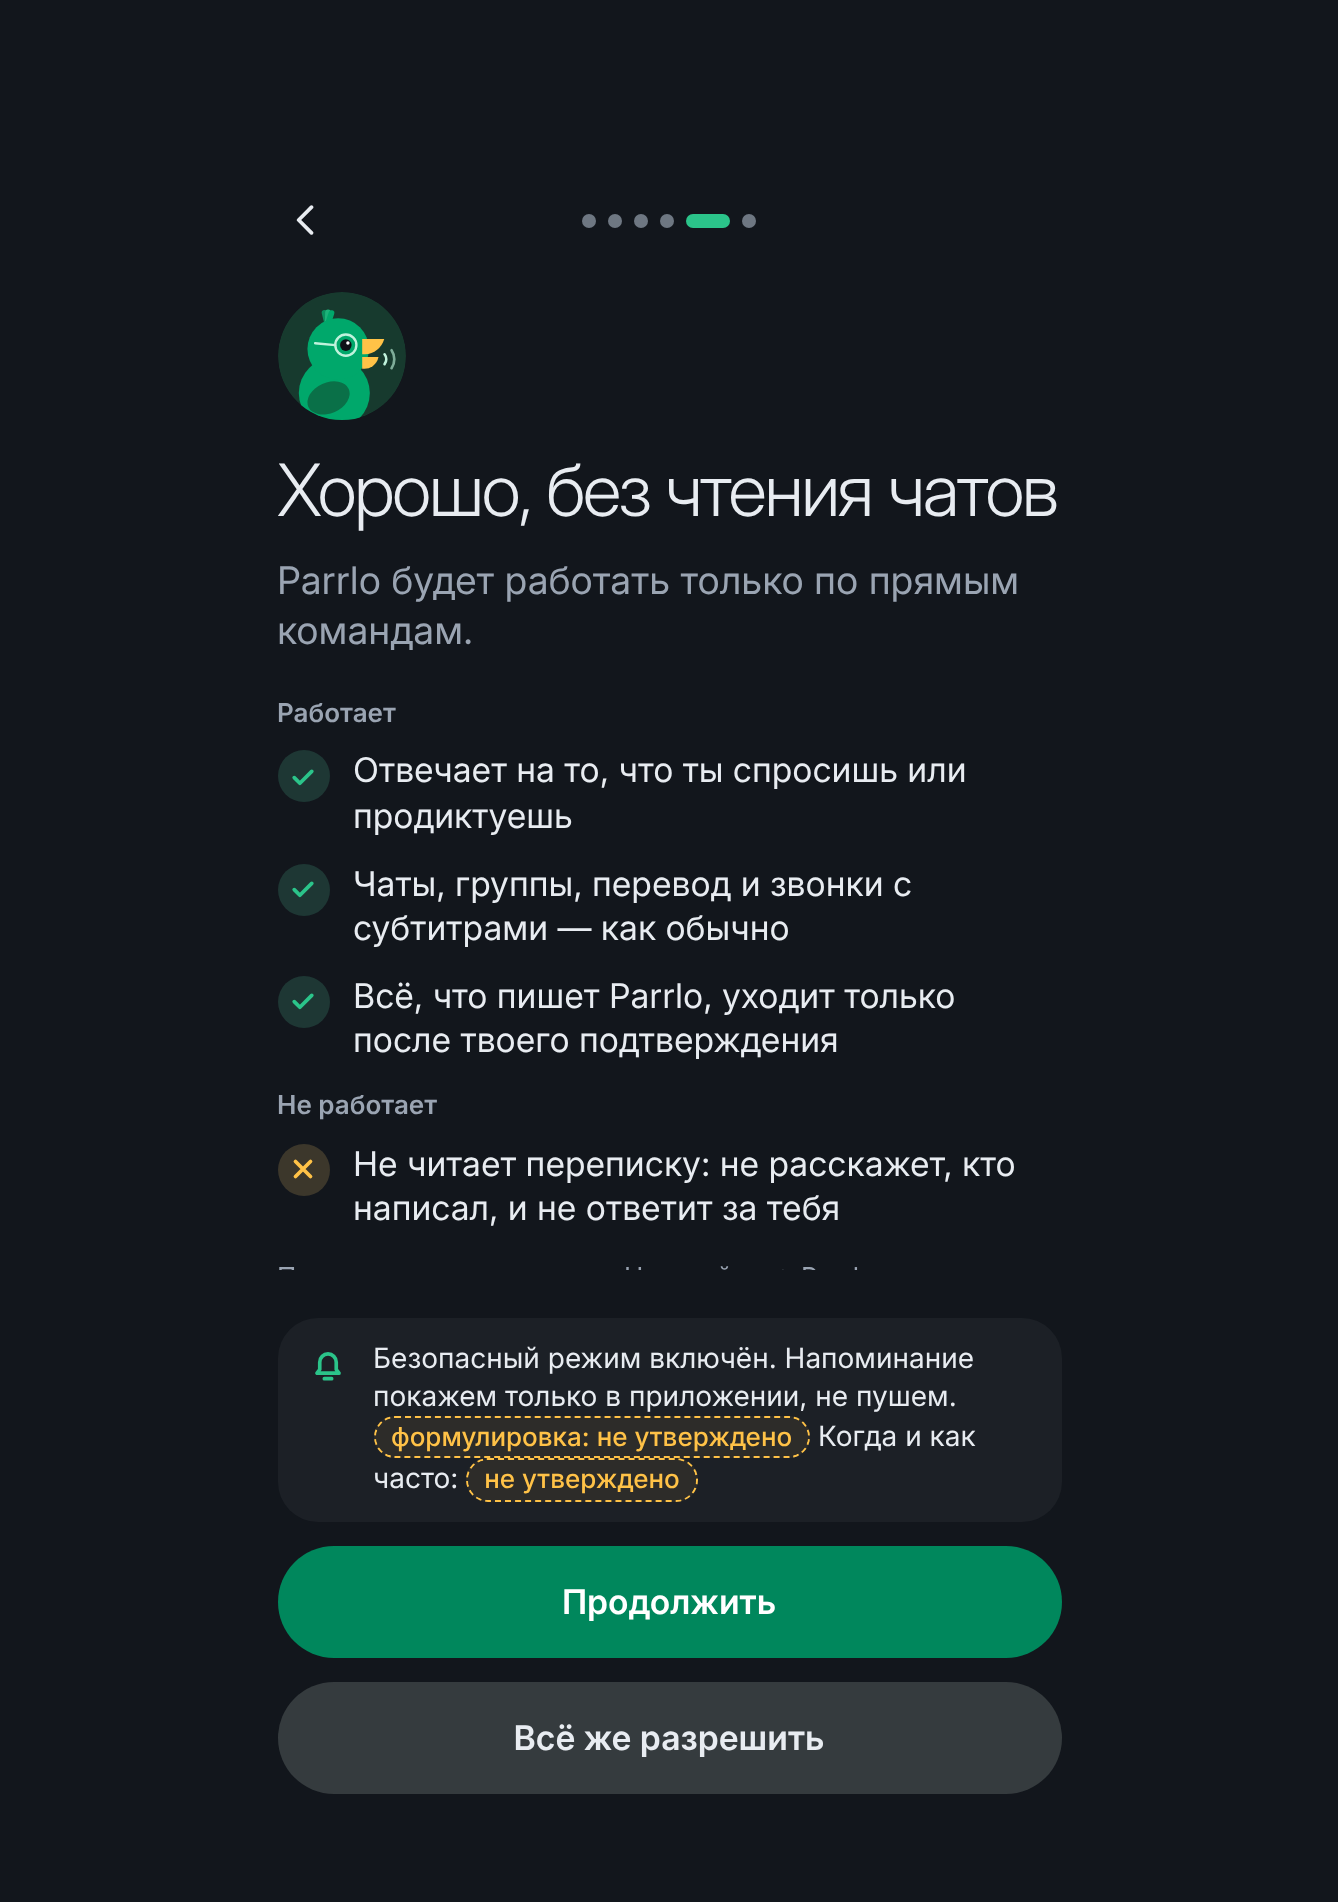 Хорошо, без чтения чатов
Parrlo будет работать только по прямым
командам.
Работает
Отвечает на то, что ты спросишь или
продиктуешь
Чаты, группы, перевод и звонки с
субтитрами — как обычно
Всё, что пишет Parrlo, уходит только
после твоего подтверждения
Не работает
Не читает переписку: не расскажет, кто
написал, и не ответит за тебя
Безопасный режим включён. Напоминание
покажем только в приложении, не пушем.
формулировка: не утверждено Когда и как
часто: не утверждено
Продолжить
Всё же разрешить